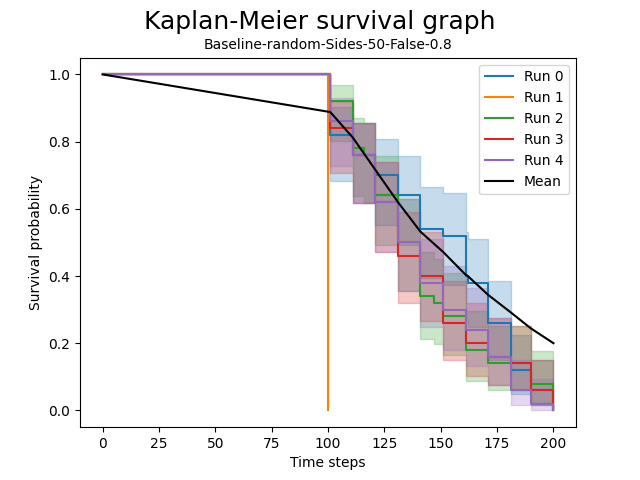 Kaplan-Meier survival graph
Baseline-random-Sides-50-False-0.8
Survival probability
1.0
0.8
0.6
0.4
0.2
0.0
Run 0
Run 1
Run 2
Run 3
Run 4
Mean
0 25 50 75 100 125 150 175 200
Time steps